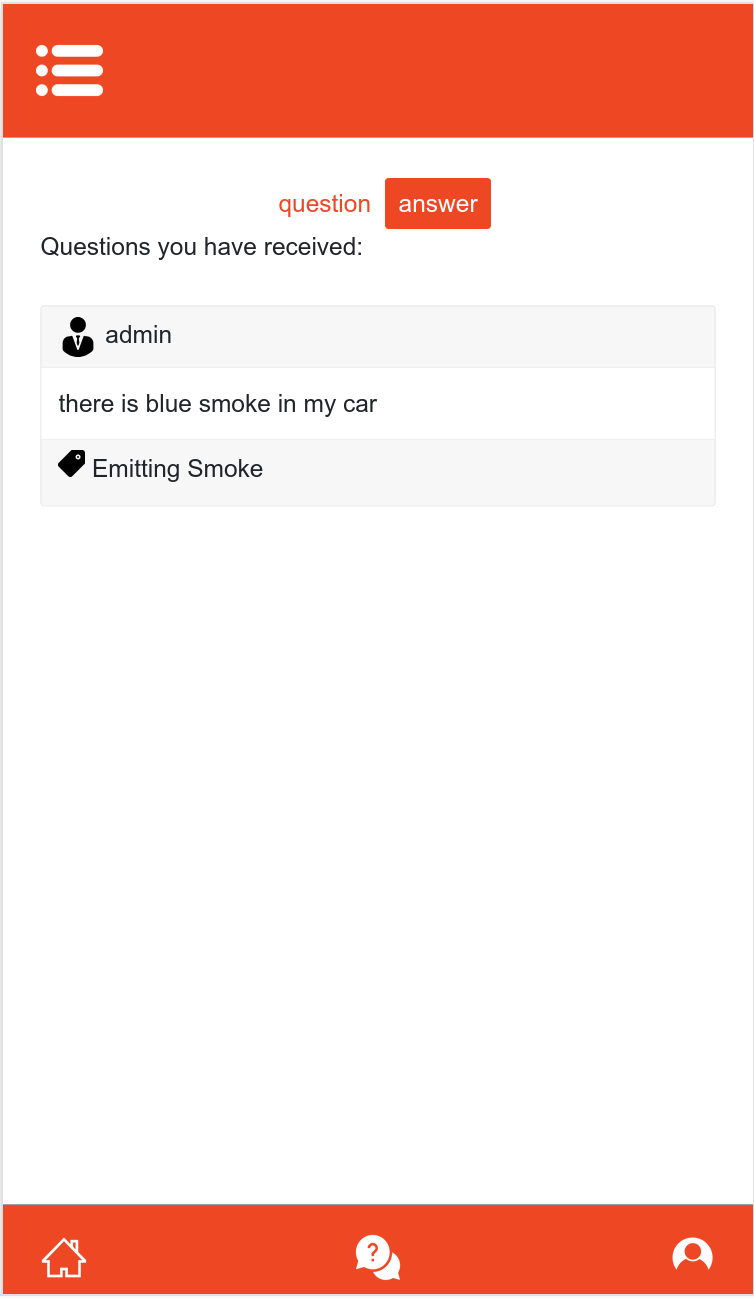 question answer
Questions you have received:
admin
there is blue smoke in my car
Emitting Smoke
?